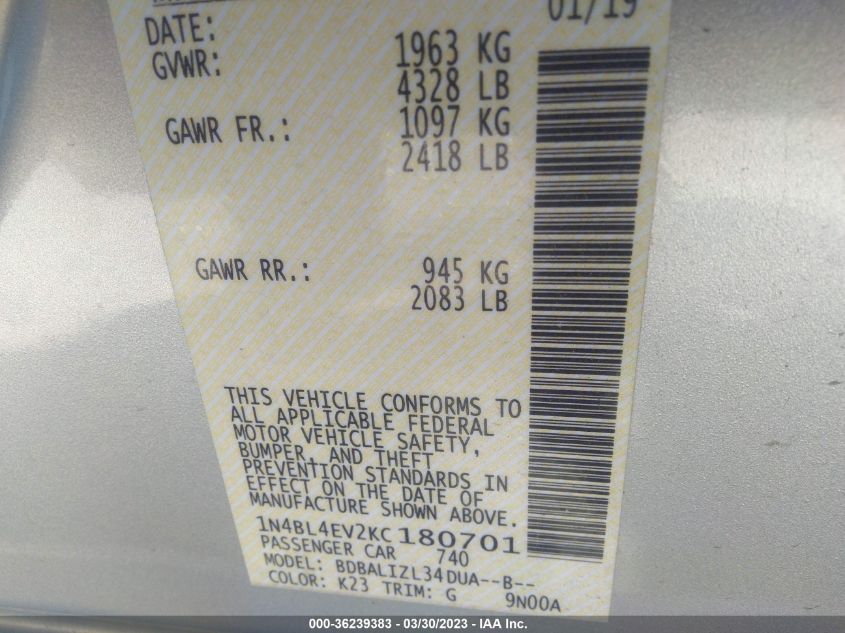 DATE: 01/19
GVWR: 1963 KG
4328 LB
GAWR FR.: 1097 KG
2418 LB
GAWR RR.: 945 KG
2083 LB
THIS VEHICLE CONFORMS TO
ALL APPLICABLE FEDERAL
MOTOR VEHICLE SAFETY,
BUMPER, AND THEFT
PREVENTION STANDARDS IN
EFFECT ON THE DATE OF
MANUFACTURE SHOWN ABOVE.
1N4BL4EV2KC180701
PASSENGER CAR 740
MODEL: BDBALIZL34DUA--B--
COLOR: K23 TRIM: G 9N00A
000-36239383 - 03/30/2023 - IAA Inc.